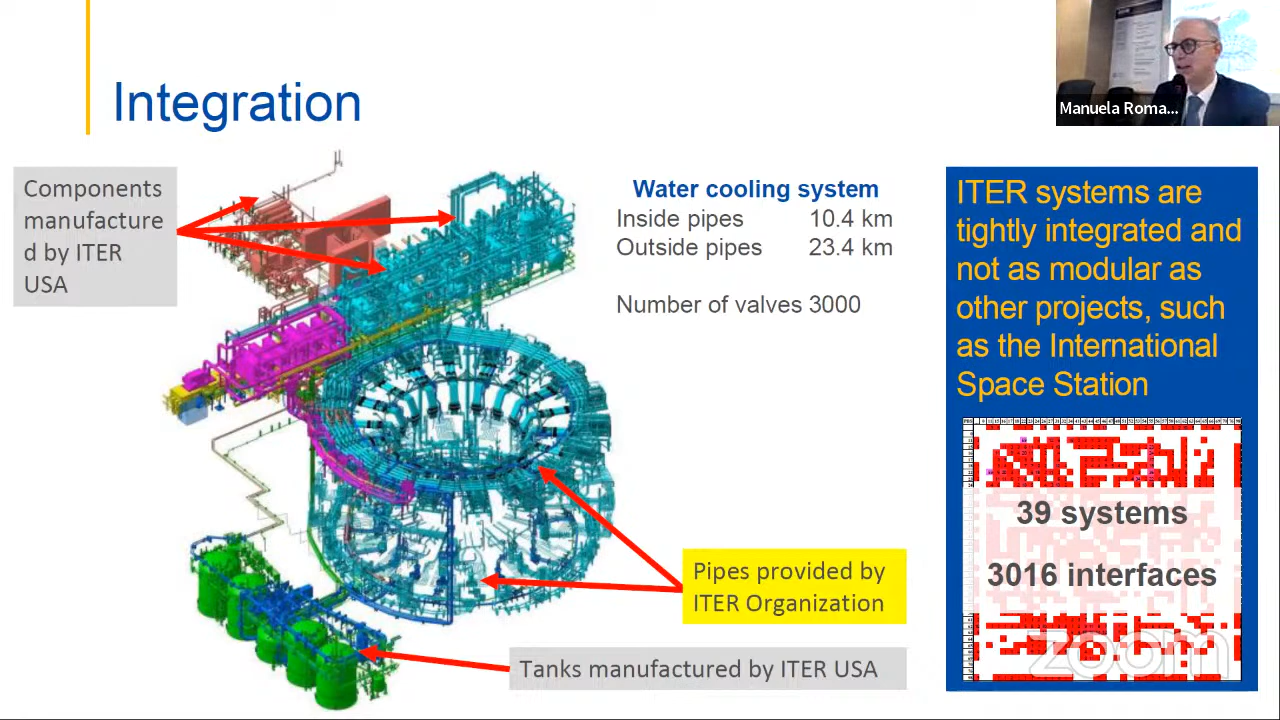 Manuela Roma...
Integration
Components
manufacture
d by ITER
USA
Water cooling system
Inside pipes 10.4 km
Outside pipes 23.4 km
Number of valves 3000
ITER systems are
tightly integrated and
not as modular as
other projects, such
as the International
Space Station
39 systems
3016 interfaces
Pipes provided by
ITER Organization
Tanks manufactured by ITER USA
zoom